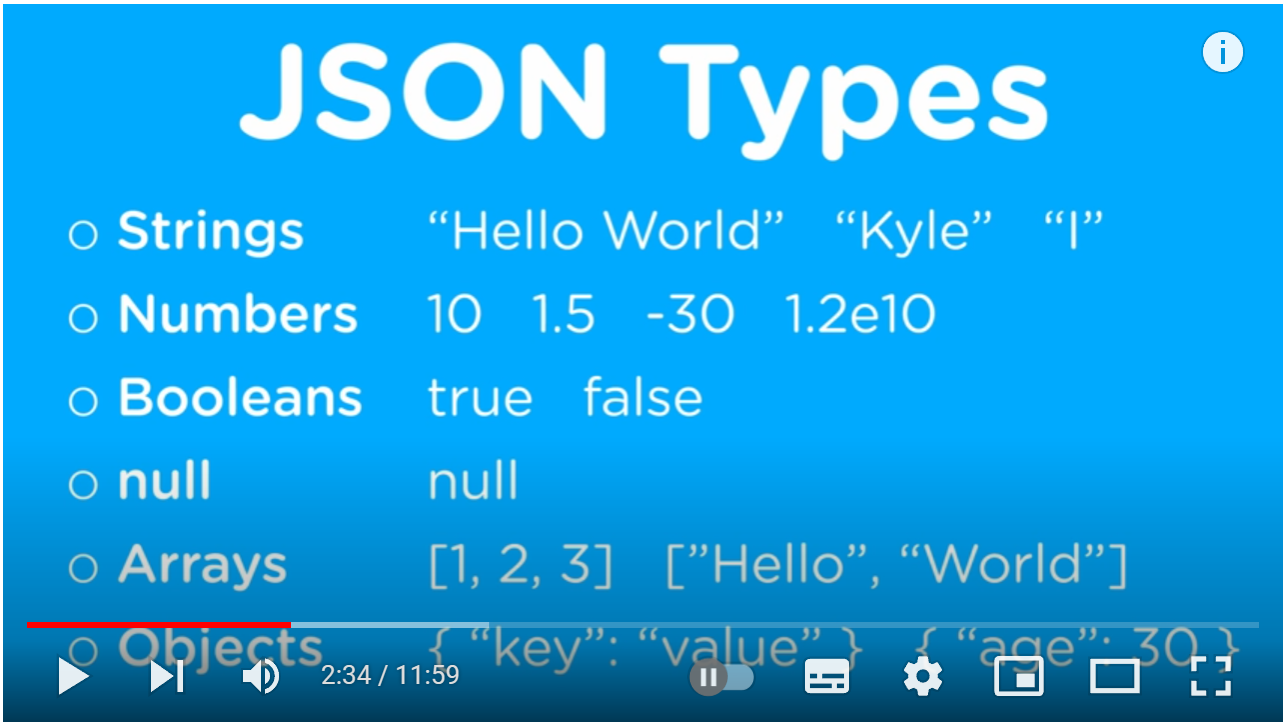 JSON Types
i
○ Strings “Hello World” “Kyle” “I”
○ Numbers 10 1.5 -30 1.2e10
○ Booleans true false
○ null null
○ Arrays [1, 2, 3] [”Hello”, “World”]
○ Objects { “key”: “value” } { “age”: 30 }
2:34 / 11:59